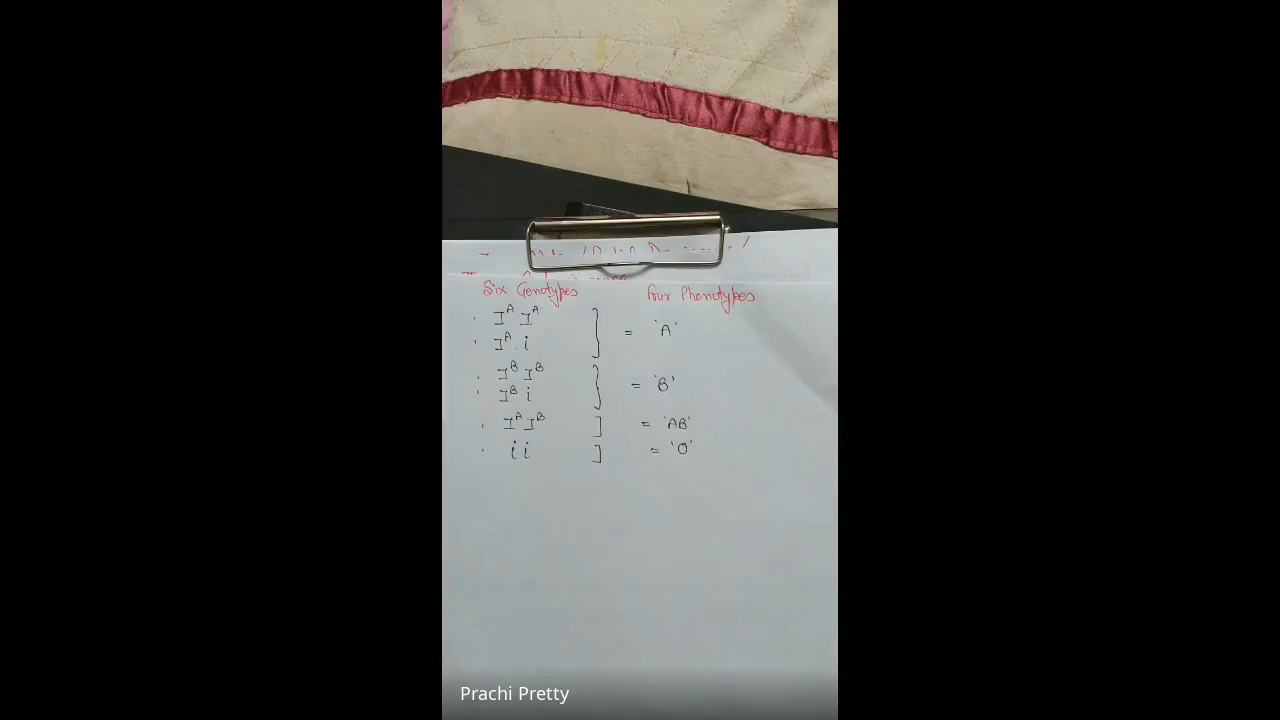 Six Genotypes Four Phenotypes
I^A I^A
= 'A'
I^A i
I^B I^B
= 'B'
I^B i
I^A I^B ] = 'AB'
i i ] = 'O'
Prachi Pretty